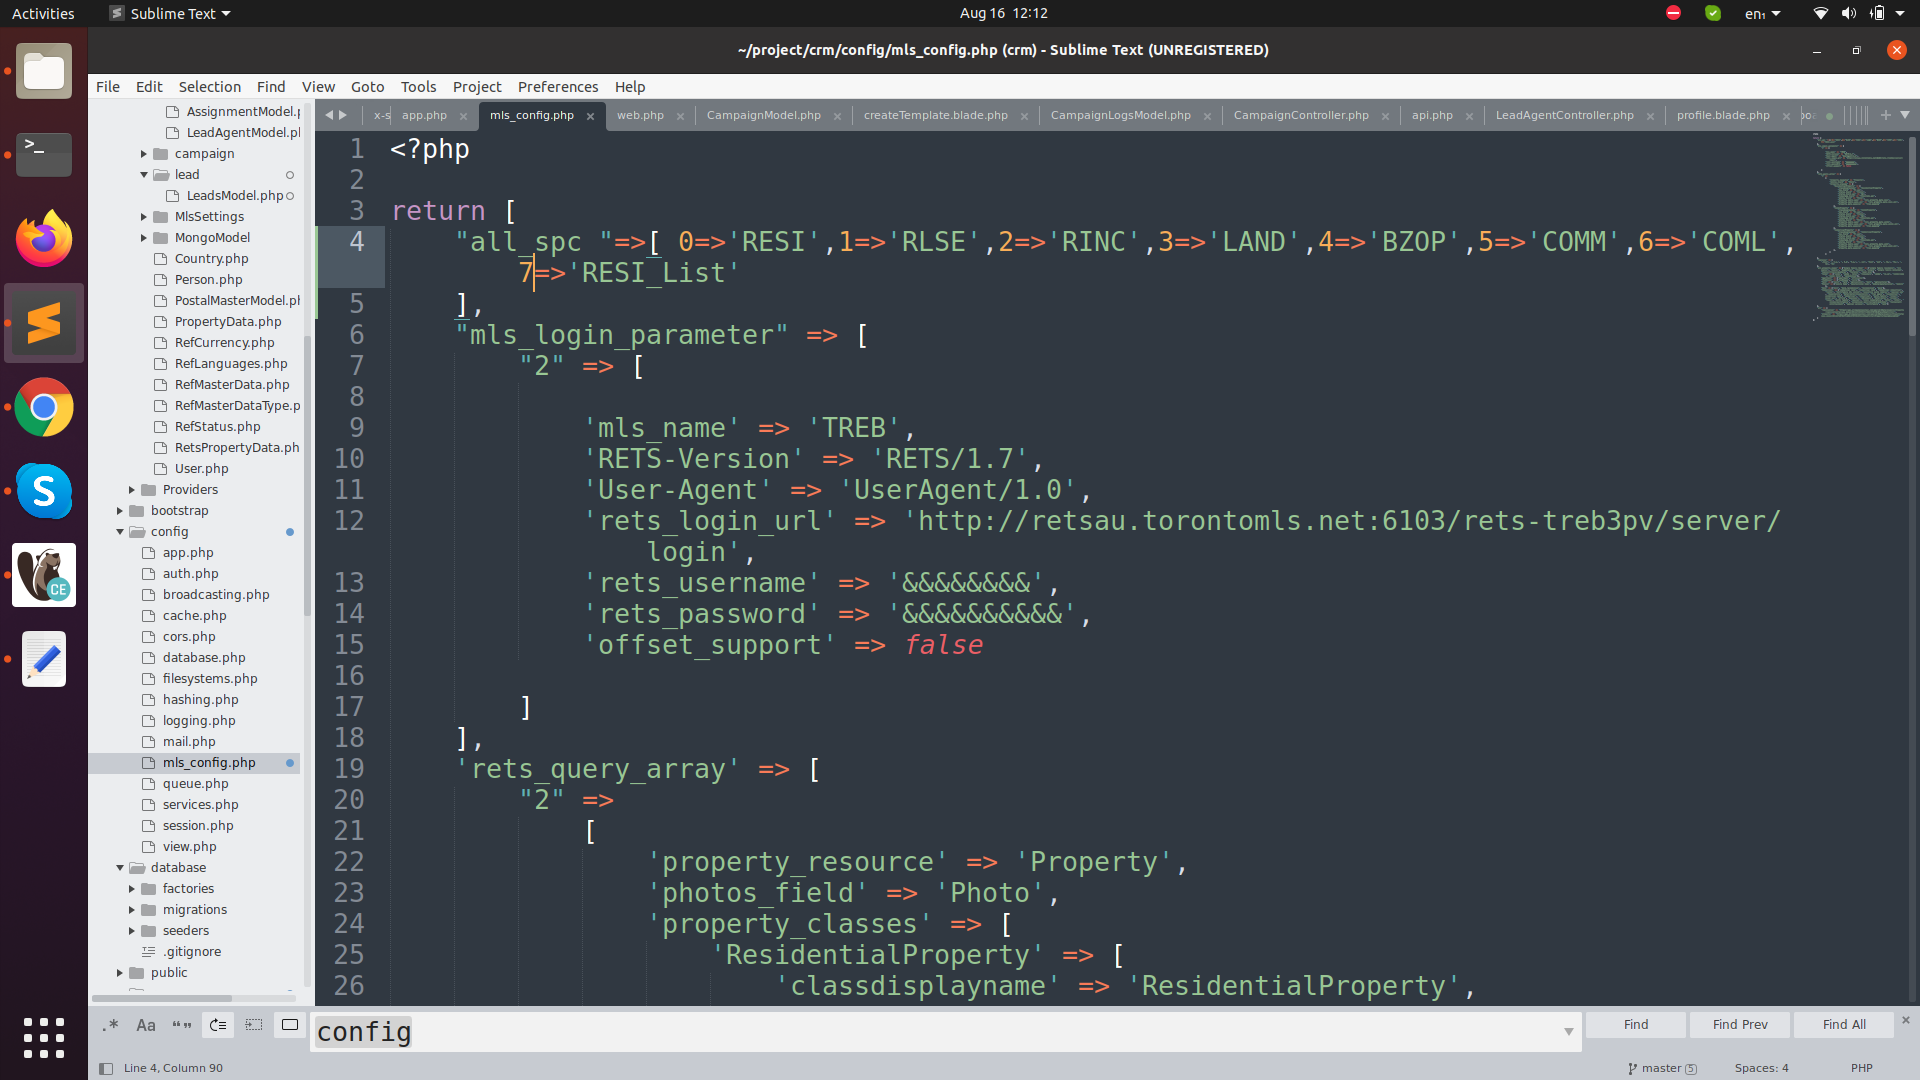 Activities
Sublime Text
Aug 16 12:12
en₁
~/project/crm/config/mls_config.php (crm) - Sublime Text (UNREGISTERED)
File Edit Selection Find View Goto Tools Project Preferences Help
AssignmentModel.p
LeadAgentModel.pl
campaign
lead
LeadsModel.php
MlsSettings
MongoModel
Country.php
Person.php
PostalMasterModel.ph
PropertyData.php
RefCurrency.php
RefLanguages.php
RefMasterData.php
RefMasterDataType.p
RefStatus.php
RetsPropertyData.ph
User.php
Providers
bootstrap
config
app.php
auth.php
broadcasting.php
cache.php
cors.php
database.php
filesystems.php
hashing.php
logging.php
mail.php
mls_config.php
queue.php
services.php
session.php
view.php
database
factories
migrations
seeders
.gitignore
public
x-s app.php mls_config.php web.php CampaignModel.php createTemplate.blade.php CampaignLogsModel.php CampaignController.php api.php LeadAgentController.php profile.blade.php
1 <?php
2
3 return [
4 "all_spc "=>[ 0=>'RESI',1=>'RLSE',2=>'RINC',3=>'LAND',4=>'BZOP',5=>'COMM',6=>'COML',
7=>'RESI_List'
5 ],
6 "mls_login_parameter" => [
7 "2" => [
8
9 'mls_name' => 'TREB',
10 'RETS-Version' => 'RETS/1.7',
11 'User-Agent' => 'UserAgent/1.0',
12 'rets_login_url' => 'http://retsau.torontomls.net:6103/rets-treb3pv/server/
login',
13 'rets_username' => '&&&&&&&&',
14 'rets_password' => '&&&&&&&&&&',
15 'offset_support' => false
16
17 ]
18 ],
19 'rets_query_array' => [
20 "2" =>
21 [
22 'property_resource' => 'Property',
23 'photos_field' => 'Photo',
24 'property_classes' => [
25 'ResidentialProperty' => [
26 'classdisplayname' => 'ResidentialProperty',
.* Aa “” config Find Find Prev Find All
Line 4, Column 90
master 5
Spaces: 4
PHP